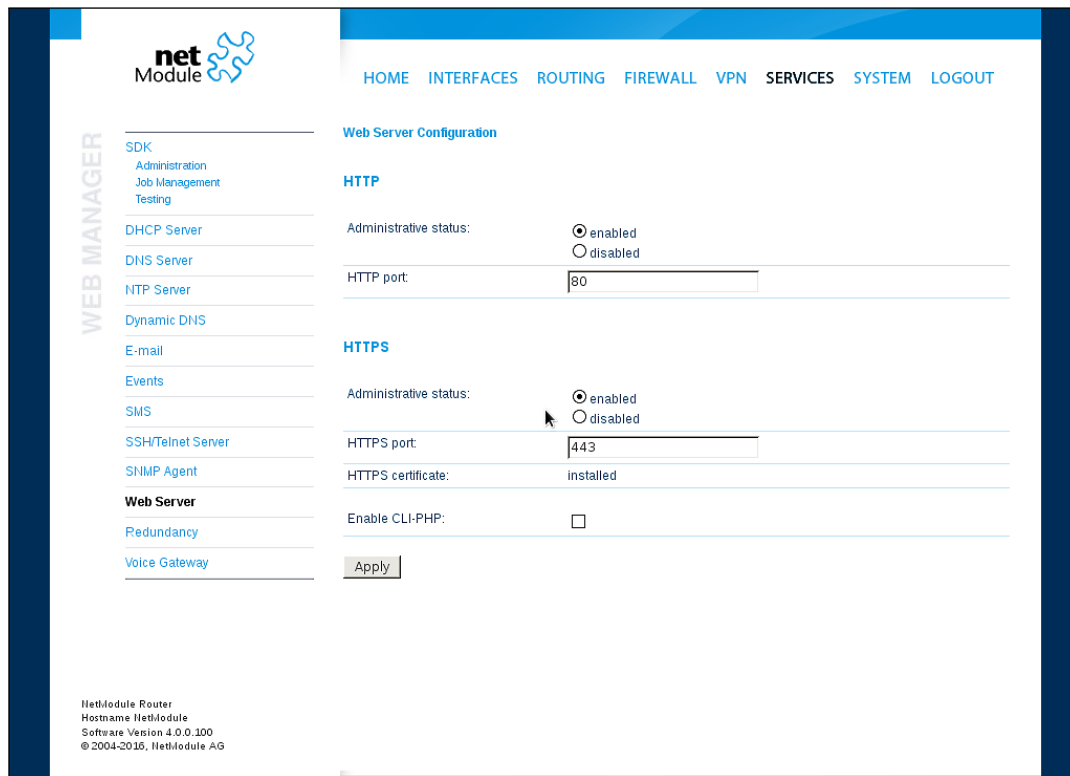 net
Module
HOME INTERFACES ROUTING FIREWALL VPN SERVICES SYSTEM LOGOUT
WEB MANAGER
SDK
Administration
Job Management
Testing
DHCP Server
DNS Server
NTP Server
Dynamic DNS
E-mail
Events
SMS
SSH/Telnet Server
SNMP Agent
Web Server
Redundancy
Voice Gateway
Web Server Configuration
HTTP
Administrative status:
enabled
disabled
HTTP port: 80
HTTPS
Administrative status:
enabled
disabled
HTTPS port: 443
HTTPS certificate: installed
Enable CLI-PHP:
Apply
NetModule Router
Hostname NetModule
Software Version 4.0.0.100
© 2004-2016, NetModule AG